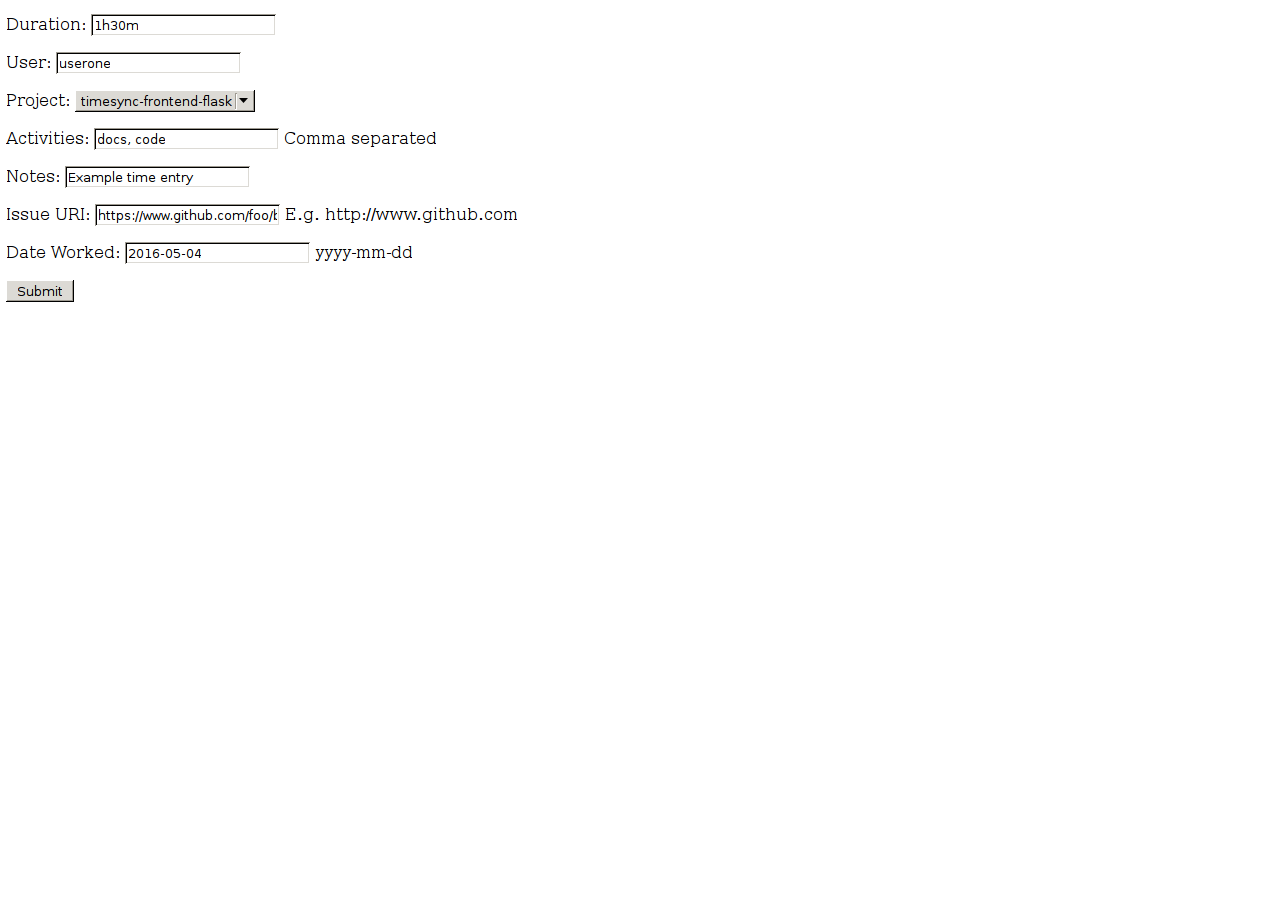 Duration: 1h30m
User: userone
Project: timesync-frontend-flask
Activities: docs, code Comma separated
Notes: Example time entry
Issue URI: https://www.github.com/foo/ E.g. http://www.github.com
Date Worked: 2016-05-04 yyyy-mm-dd
Submit